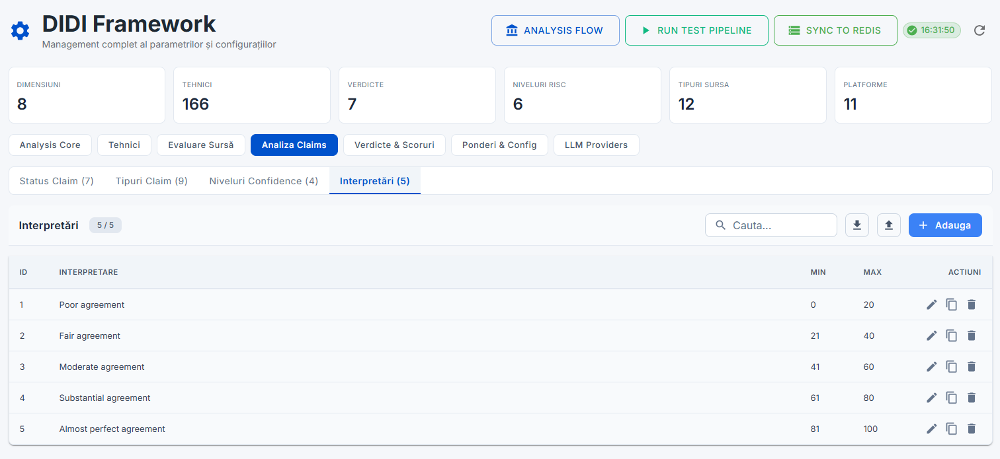 DIDI Framework
Management complet al parametrilor și configurațiilor
ANALYSIS FLOW
RUN TEST PIPELINE
SYNC TO REDIS
16:31:50
DIMENSIUNI
8
TEHNICI
166
VERDICTE
7
NIVELURI RISC
6
TIPURI SURSA
12
PLATFORME
11
Analysis Core
Tehnici
Evaluare Sursă
Analiza Claims
Verdicte & Scoruri
Ponderi & Config
LLM Providers
Status Claim (7)
Tipuri Claim (9)
Niveluri Confidence (4)
Interpretări (5)
Interpretări
5 / 5
Cauta...
+ Adauga
ID INTERPRETARE MIN MAX ACTIUNI
1 Poor agreement 0 20
2 Fair agreement 21 40
3 Moderate agreement 41 60
4 Substantial agreement 61 80
5 Almost perfect agreement 81 100